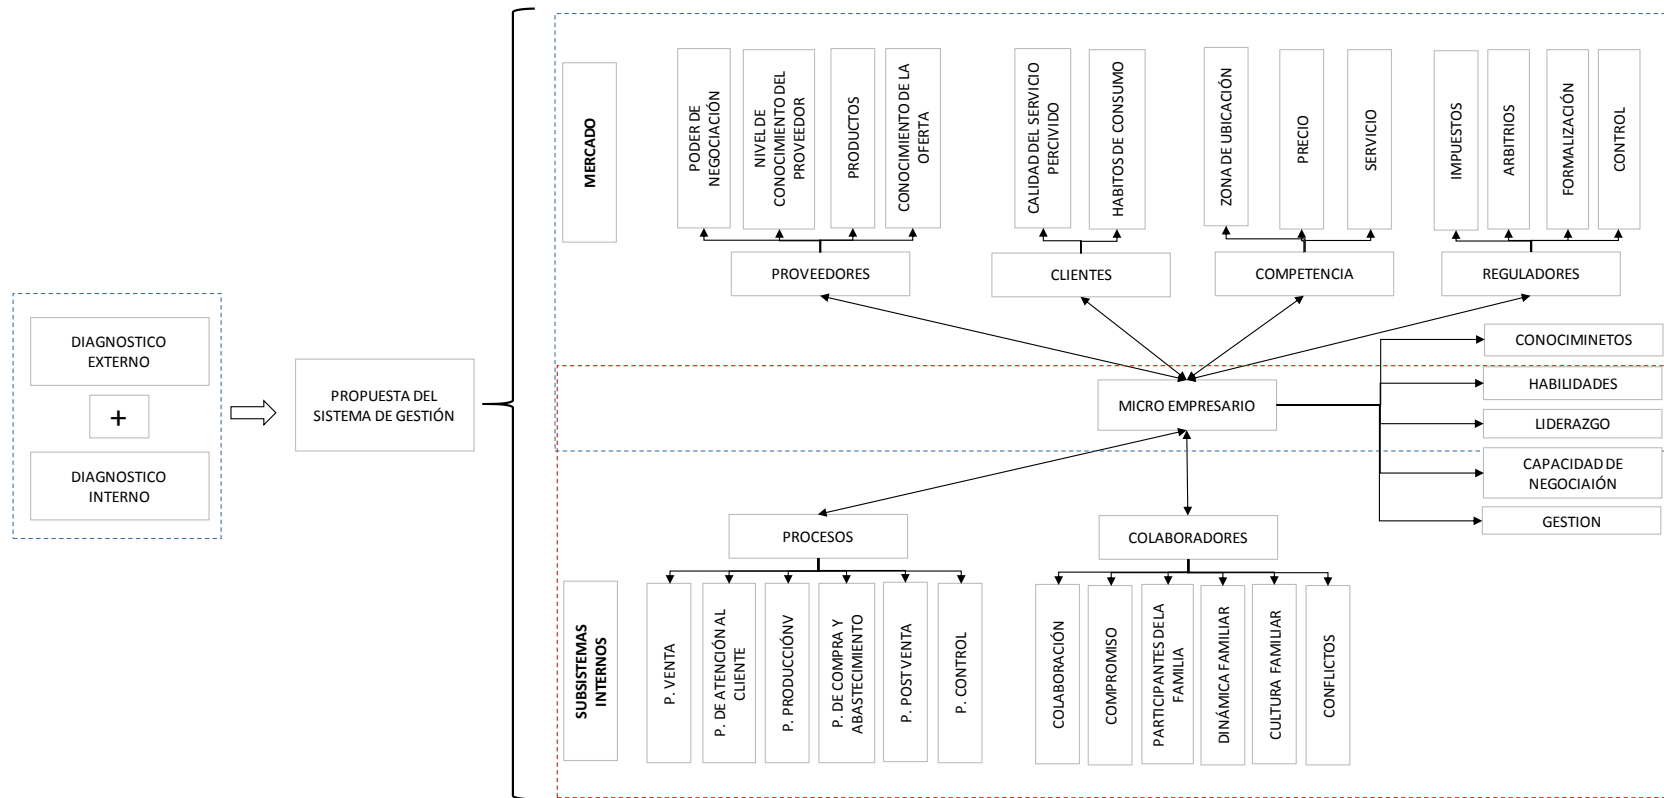 DIAGNOSTICO
EXTERNO
+
DIAGNOSTICO
INTERNO
PROPUESTA DEL
SISTEMA DE GESTIÓN
MERCADO
PODER DE
NEGOCIACIÓN
NIVEL DE
CONOCIMIENTO DEL
PROVEEDOR
PRODUCTOS
CONOCIMIENTO DE LA
OFERTA
CALIDAD DEL SERVICIO
PERCIVIDO
HABITOS DE CONSUMO
ZONA DE UBICACIÓN
PRECIO
SERVICIO
IMPUESTOS
ARBITRIOS
FORMALIZACIÓN
CONTROL
PROVEEDORES
CLIENTES
COMPETENCIA
REGULADORES
MICRO EMPRESARIO
CONOCIMINETOS
HABILIDADES
LIDERAZGO
CAPACIDAD DE
NEGOCIAIÓN
GESTION
PROCESOS
COLABORADORES
SUBSISTEMAS
INTERNOS
P. VENTA
P. DE ATENCIÓN AL
CLIENTE
P. PRODUCCIÓNV
P. DE COMPRA Y
ABASTECIMIENTO
P. POST VENTA
P. CONTROL
COLABORACIÓN
COMPROMISO
PARTICIPANTES DE LA
FAMILIA
DINÁMICA FAMILIAR
CULTURA FAMILIAR
CONFLICTOS